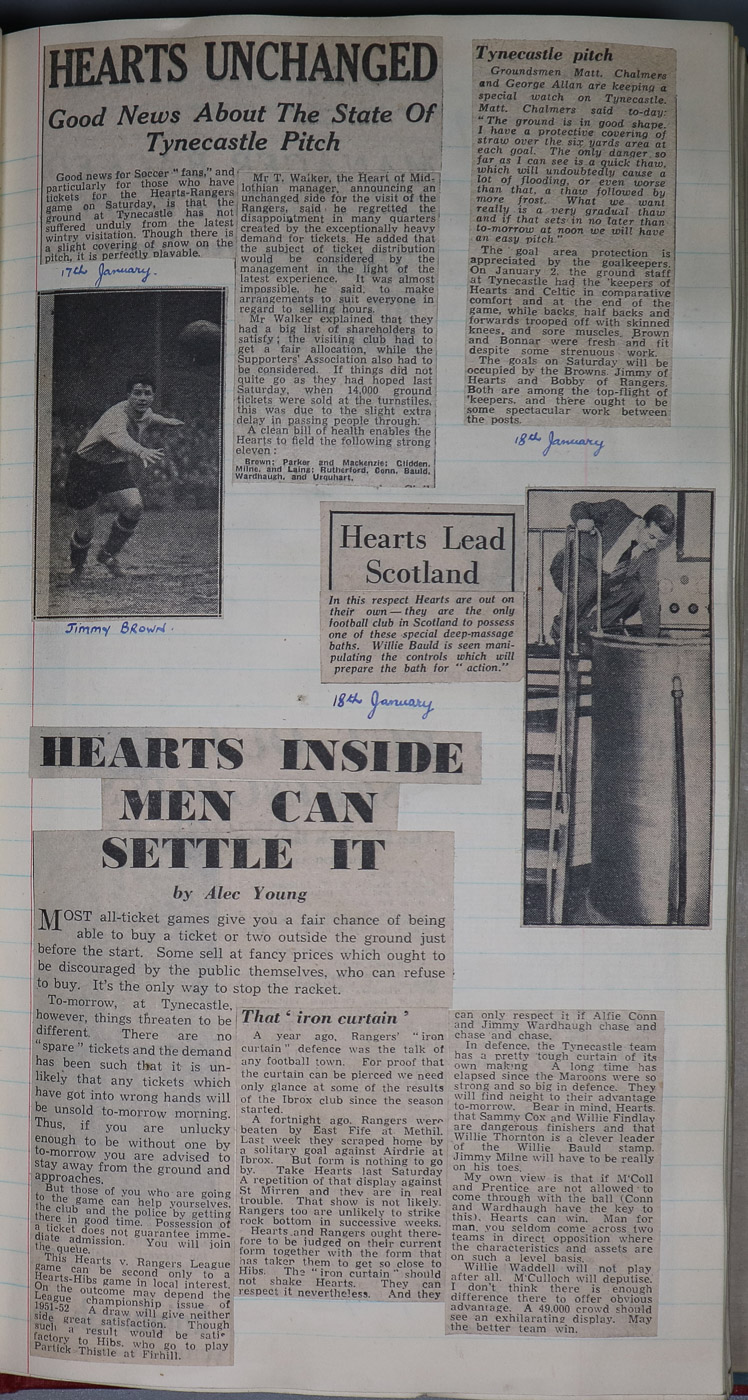 HEARTS UNCHANGED
Good News About The State Of
Tynecastle Pitch
Good news for Soccer "fans," and
particularly for those who have
tickets for the Hearts-Rangers
game on Saturday, is that the
ground at Tynecastle has not
suffered unduly from the latest
wintry visitation. Though there is
a slight covering of snow on the
pitch, it is perfectly playable.
17th January.
Mr T. Walker, the Heart of Mid-
lothian manager, announcing an
unchanged side for the visit of the
Rangers, said he regretted the
disappointment in many quarters
created by the exceptionally heavy
demand for tickets. He added that
the subject of ticket distribution
would be considered by the
management in the light of the
latest experience. It was almost
impossible, he said, to make
arrangements to suit everyone in
regard to selling hours.
Mr Walker explained that they
had a big list of shareholders to
satisfy; the visiting club had to
get a fair allocation, while the
Supporters' Association also had to
be considered. If things did not
quite go as they had hoped last
Saturday, when 14,000 ground
tickets were sold at the turnstiles,
this was due to the slight extra
delay in passing people through.
A clean bill of health enables the
Hearts to field the following strong
eleven:
Brown; Parker and Mackenzie; Glidden,
Milne, and Laing; Rutherford, Conn, Bauld,
Wardhaugh, and Urquhart.
Jimmy BROWN.
Tynecastle pitch
Groundsmen Matt. Chalmers
and George Allan are keeping a
special watch on Tynecastle.
Matt. Chalmers said to-day:
"The ground is in good shape.
I have a protective covering of
straw over the six yards area at
each goal. The only danger so
far as I can see is a quick thaw,
which will undoubtedly cause a
lot of flooding, or even worse
than that, a thaw followed by
more frost. What we want
really is a very gradual thaw
and if that sets in no later than
to-morrow at noon we will have
an easy pitch"
The goal area protection is
appreciated by the goalkeepers.
On January 2, the ground staff
at Tynecastle had the 'keepers of
Hearts and Celtic in comparative
comfort and at the end of the
game, while backs, half backs and
forwards trooped off with skinned
knees, and sore muscles, Brown
and Bonnar were fresh and fit
despite some strenuous work.
The goals on Saturday will be
occupied by the Browns. Jimmy of
Hearts and Bobby of Rangers.
Both are among the top-flight of
'keepers, and there ought to be
some spectacular work between
the posts.
18th January
Hearts Lead
Scotland
In this respect Hearts are out on
their own — they are the only
football club in Scotland to possess
one of these special deep-massage
baths. Willie Bauld is seen mani-
pulating the controls which will
prepare the bath for "action."
18th January
HEARTS INSIDE
MEN CAN
SETTLE IT
by Alec Young
MOST all-ticket games give you a fair chance of being
able to buy a ticket or two outside the ground just
before the start. Some sell at fancy prices which ought to
be discouraged by the public themselves, who can refuse
to buy. It's the only way to stop the racket.
To-morrow, at Tynecastle,
however, things threaten to be
different. There are no
"spare" tickets and the demand
has been such that it is un-
likely that any tickets which
have got into wrong hands will
be unsold to-morrow morning.
Thus, if you are unlucky
enough to be without one by
to-morrow you are advised to
stay away from the ground and
approaches.
But those of you who are going
to the game can help yourselves,
the club and the police by getting
there in good time. Possession of
a ticket does not guarantee imme-
diate admission. You will join
the queue.
This Hearts v. Rangers League
game can be second only to a
Hearts-Hibs game in local interest.
On the outcome may depend the
League championship issue of
1951-52 A draw will give neither
side great satisfaction. Though
such a result would be satis-
factory to Hibs, who go to play
Partick Thistle at Firhill.
That 'iron curtain'
A year ago, Rangers' "iron
curtain" defence was the talk of
any football town. For proof that
the curtain can be pierced we need
only glance at some of the results
of the Ibrox club since the season
started.
A fortnight ago, Rangers were
beaten by East Fife at Methil.
Last week they scraped home by
a solitary goal against Airdrie at
Ibrox. But form is nothing to go
by. Take Hearts last Saturday
A repetition of that display against
St Mirren and they are in real
trouble. That show is not likely.
Rangers too are unlikely to strike
rock bottom in successive weeks.
Hearts and Rangers ought there-
fore to be judged on their current
form together with the form that
has taken them to get so close to
Hibs. The "iron curtain" should
not shake Hearts. They can
respect it nevertheless. And they
can only respect it if Alfie Conn
and Jimmy Wardhaugh chase and
chase and chase.
In defence, the Tynecastle team
has a pretty tough curtain of its
own making A long time has
elapsed since the Maroons were so
strong and so big in defence. They
will find height to their advantage
to-morrow. Bear in mind, Hearts,
that Sammy Cox and Willie Findlay
are dangerous finishers and that
Willie Thornton is a clever leader
of the Willie Bauld stamp.
Jimmy Milne will have to be really
on his toes.
My own view is that if M'Coll
and Prentice are not allowed to
come through with the ball (Conn
and Wardhaugh have the key to
this), Hearts can win. Man for
man, you seldom come across two
teams in direct opposition where
the characteristics and assets are
on such a level basis.
Willie Waddell will not play
after all. M'Culloch will deputise.
I don't think there is enough
difference there to offer obvious
advantage. A 49,000 crowd should
see an exhilarating display. May
the better team win.